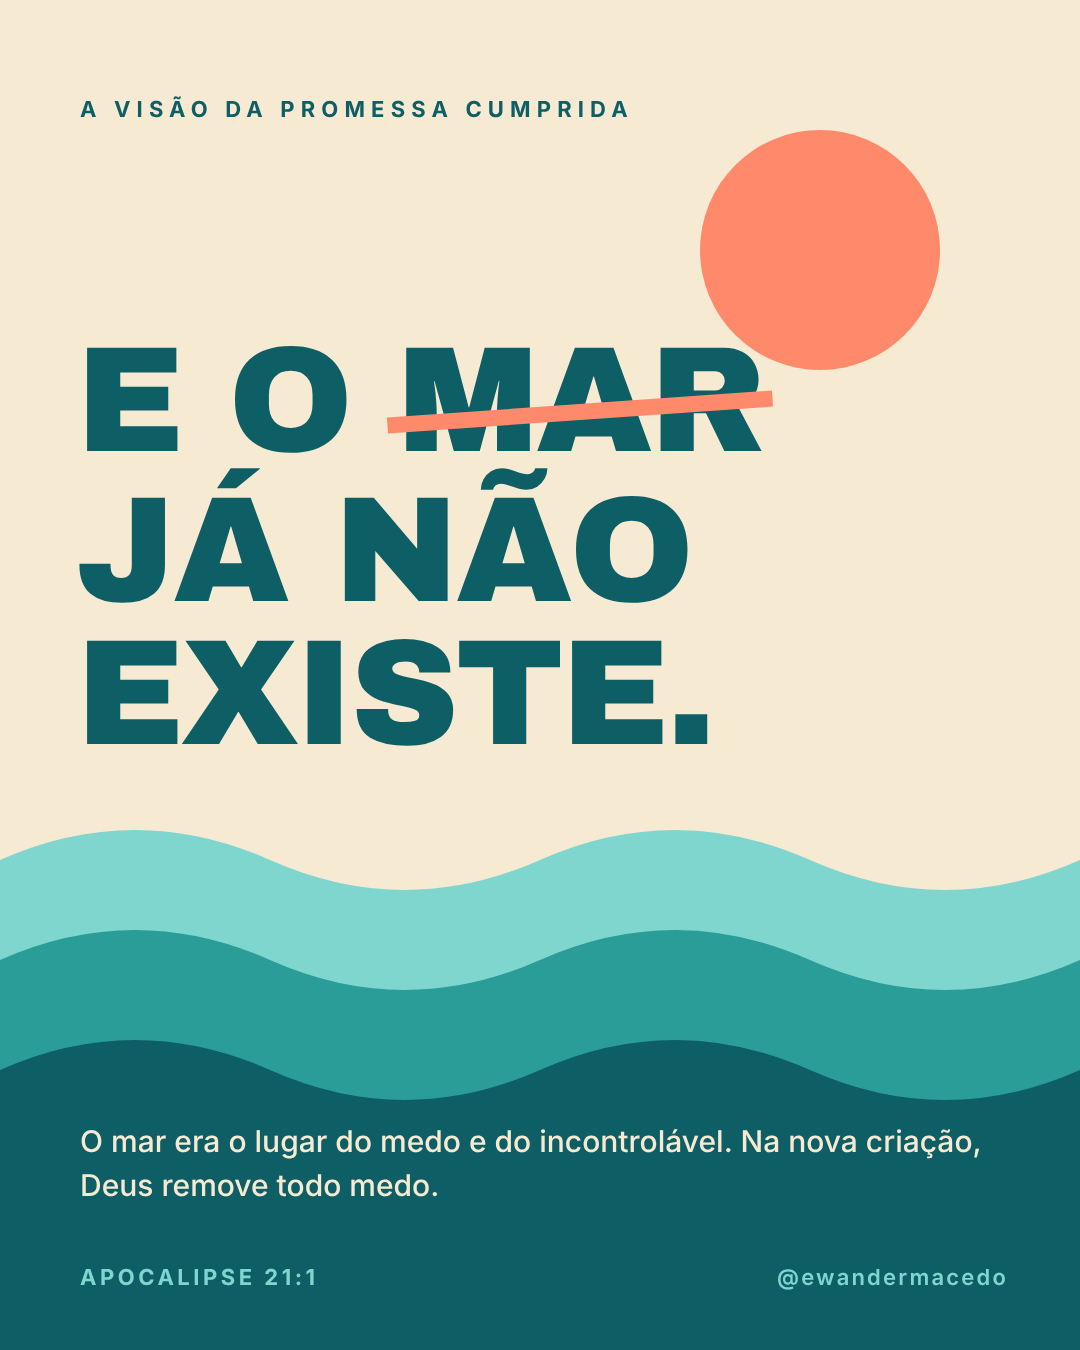 A VISÃO DA PROMESSA CUMPRIDA
E O MAR
JÁ NÃO
EXISTE.
O mar era o lugar do medo e do incontrolável. Na nova criação,
Deus remove todo medo.
APOCALIPSE 21:1
@ewandermacedo